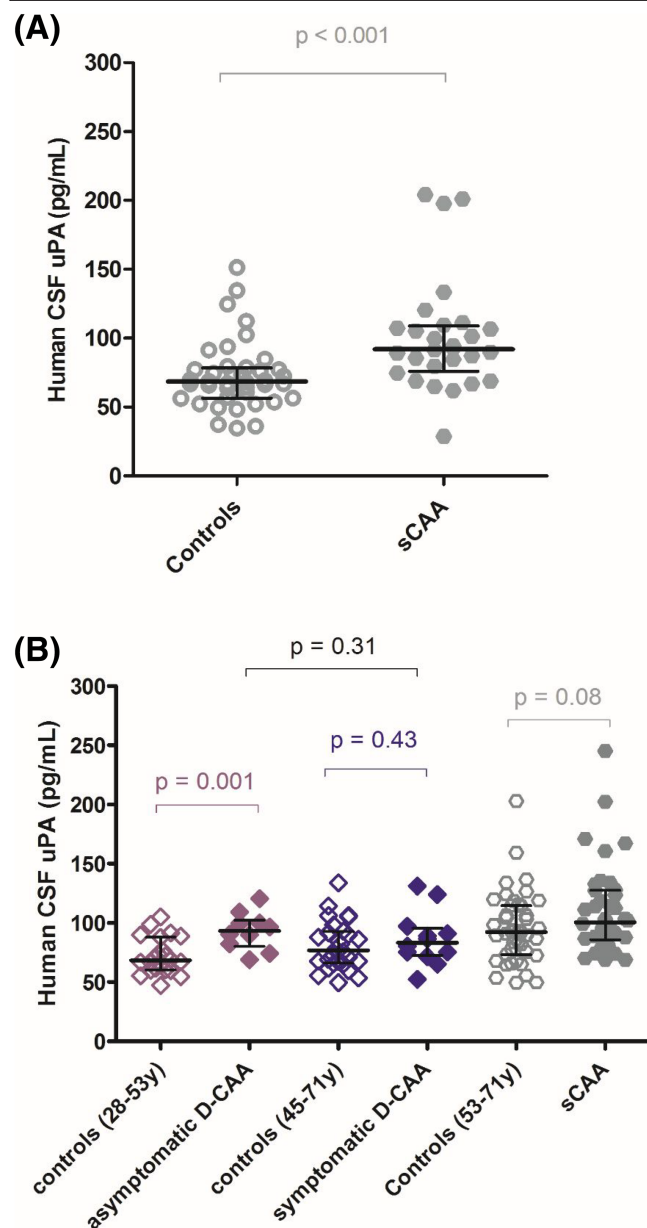 (A)
p < 0.001
Human CSF uPA (pg/mL)
300
250
200
150
100
50
0
Controls
sCAA
(B)
p = 0.31
p = 0.08
p = 0.43
p = 0.001
Human CSF uPA (pg/mL)
300
250
200
150
100
50
0
controls (28-53y)
asymptomatic D-CAA
controls (45-71y)
symptomatic D-CAA
Controls (53-71y)
sCAA